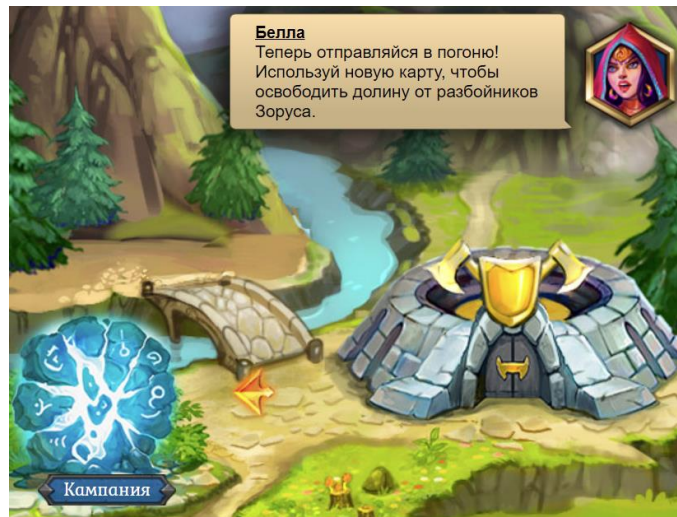 Белла
Теперь отправляйся в погоню!
Используй новую карту, чтобы
освободить долину от разбойников
Зоруса.
Кампания